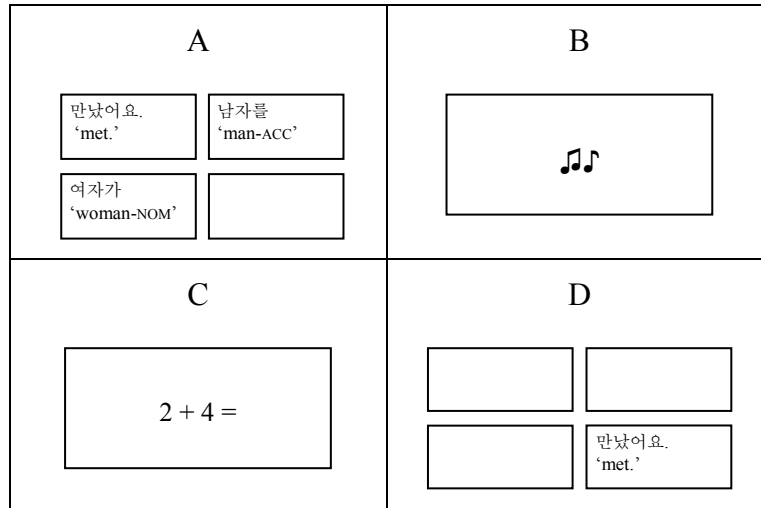 A
만났어요.
‘met.’
남자를
‘man-ACC’
여자가
‘woman-NOM’
B
♫♪
C
2 + 4 =
D
만났어요.
‘met.’